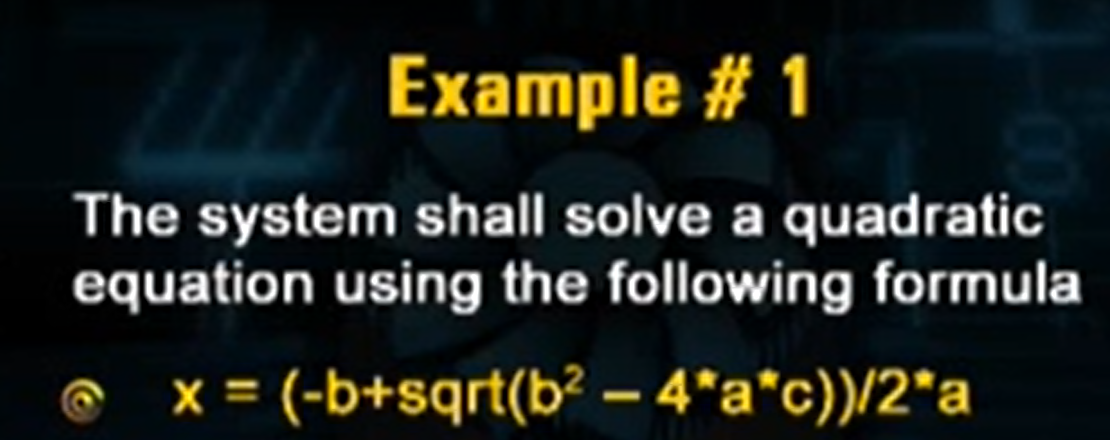 Example # 1
The system shall solve a quadratic
equation using the following formula
x = (-b+sqrt(b² – 4*a*c))/2*a